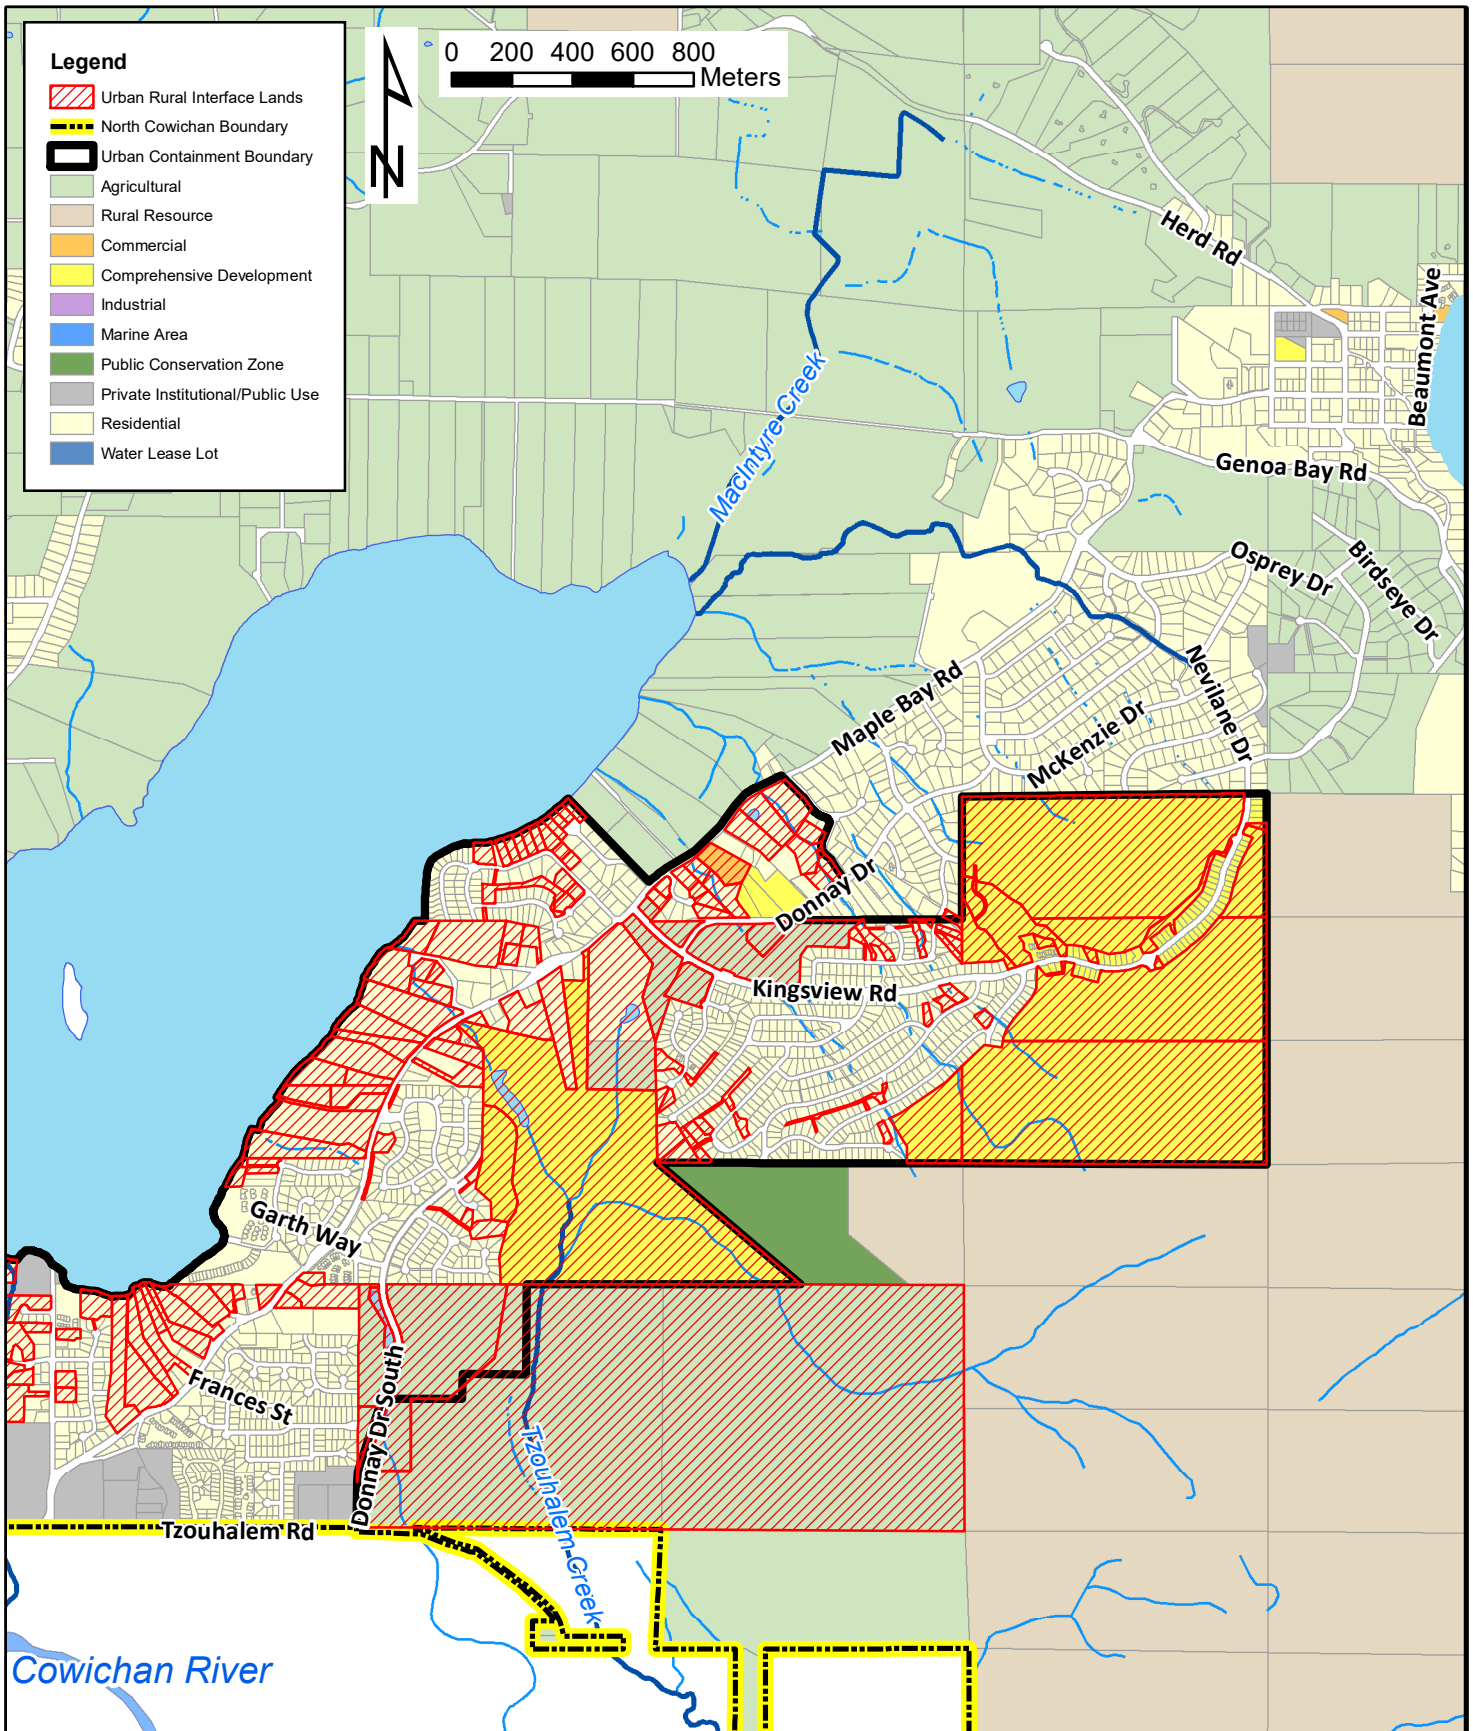 Legend
Urban Rural Interface Lands
North Cowichan Boundary
Urban Containment Boundary
Agricultural
Rural Resource
Commercial
Comprehensive Development
Industrial
Marine Area
Public Conservation Zone
Private Institutional/Public Use
Residential
Water Lease Lot
N
0 200 400 600 800
Meters
Herd Rd
Beaumont Ave
MacIntyre Creek
Genoa Bay Rd
Osprey Dr
Birdseye Dr
Nevilane Dr
Maple Bay Rd
McKenzie Dr
Donnay Dr
Kingsview Rd
Garth Way
Frances St
Donnay Dr South
Tzouhalem Creek
Tzouhalem Rd
Cowichan River